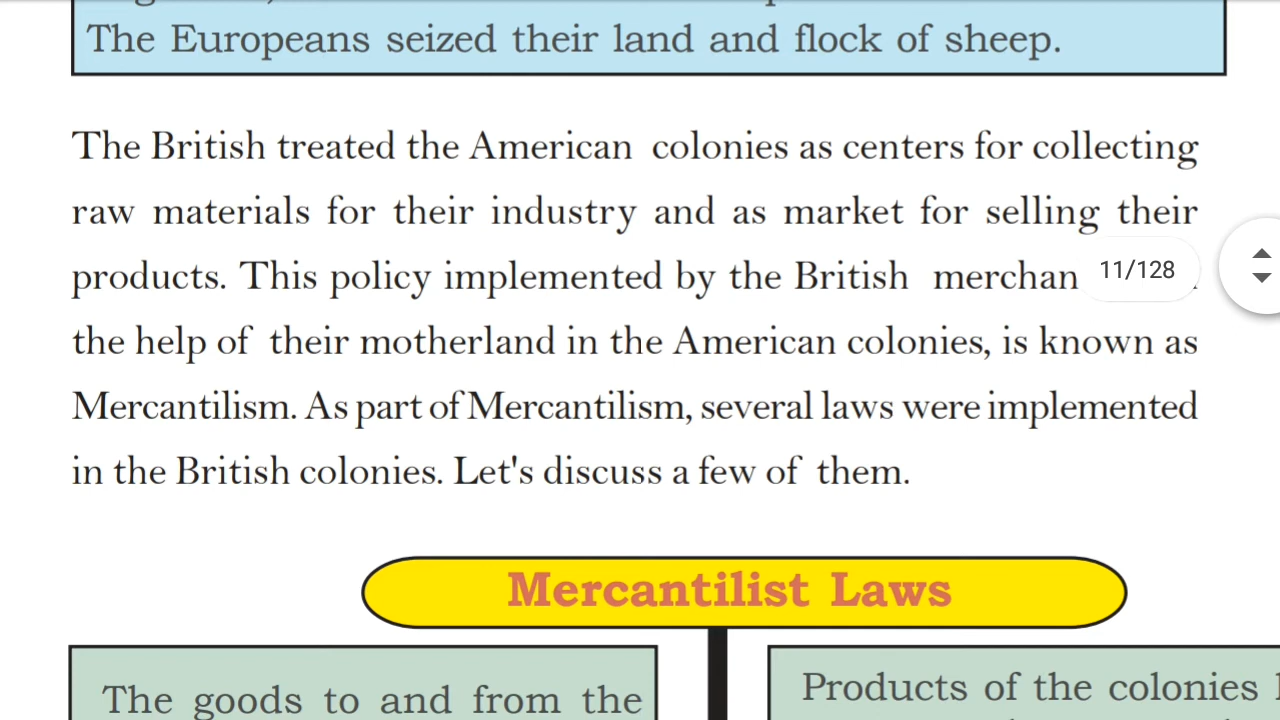 The Europeans seized their land and flock of sheep.
The British treated the American colonies as centers for collecting
raw materials for their industry and as market for selling their
products. This policy implemented by the British
11/128
the help of their motherland in the American colonies, is known as
Mercantilism. As part of Mercantilism, several laws were implemented
in the British colonies. Let's discuss a few of them.
Mercantilist Laws
The goods to and from the
Products of the colonies